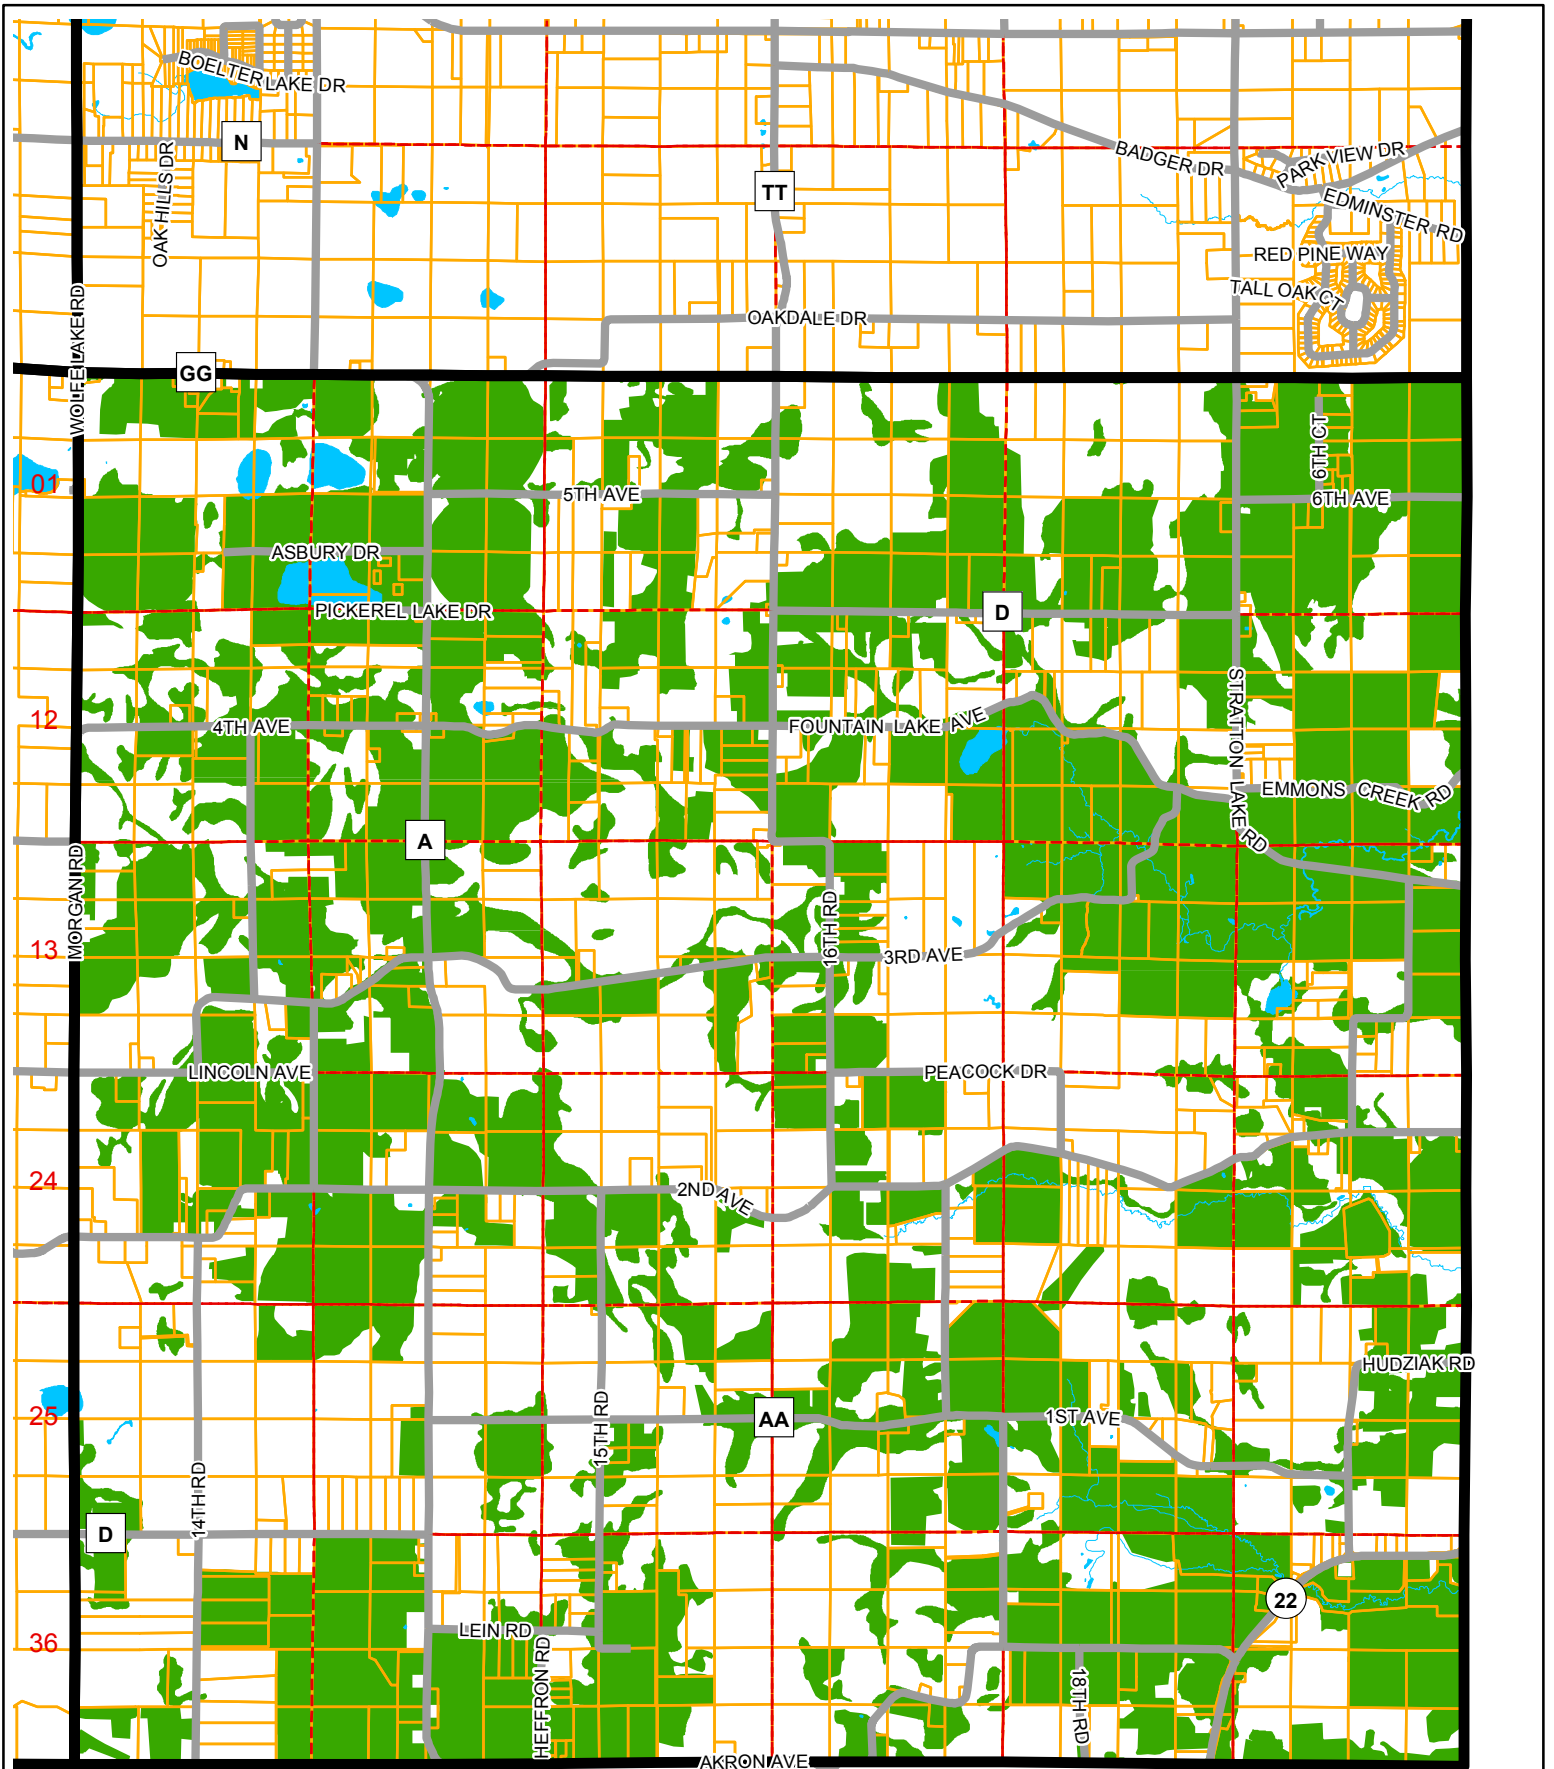 BOELTER LAKE DR
N
OAK HILLS DR
TT
BADGER DR
PARK VIEW DR
EDMINSTER RD
RED PINE WAY
TALL OAK CT
OAKDALE DR
WOLFE LAKE RD
GG
6TH CT
01
5TH AVE
6TH AVE
ASBURY DR
PICKEREL LAKE DR
D
12
4TH AVE
FOUNTAIN LAKE AVE
STRATTON LAKE RD
EMMONS CREEK RD
A
MORGAN RD
16TH RD
13
3RD AVE
LINCOLN AVE
PEACOCK DR
24
2ND AVE
HUDZIAK RD
25
15TH RD
AA
1ST AVE
14TH RD
D
22
36
LEIN RD
HEFFRON RD
18TH RD
AKRON AVE